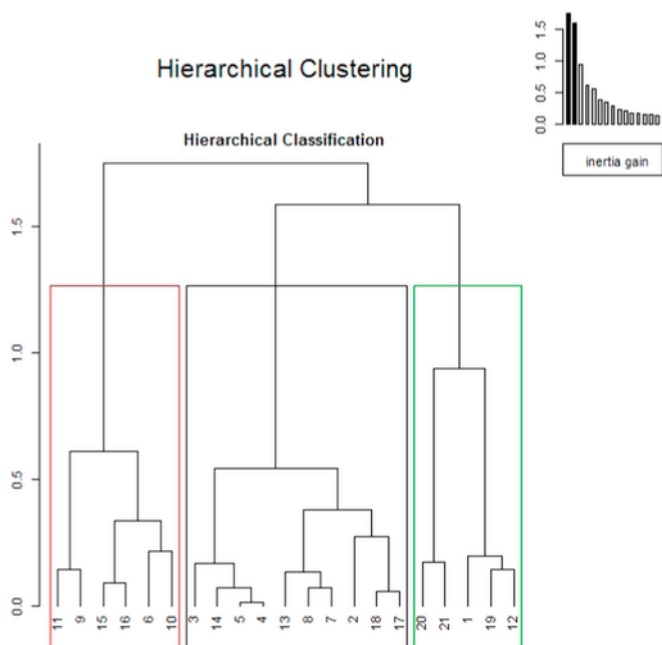 Hierarchical Clustering
0.0 0.5 1.0 1.5
inertia gain
Hierarchical Classification
0.0 0.5 1.0 1.5
11 9 15 16 6 10 3 14 5 4 13 8 7 2 18 17 20 21 1 19 12